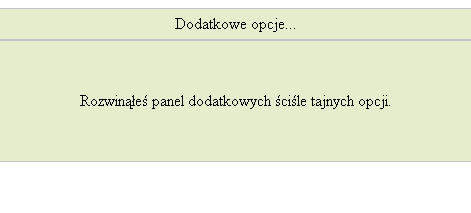 Dodatkowe opcje...
Rozwinąłeś panel dodatkowych ściśle tajnych opcji.